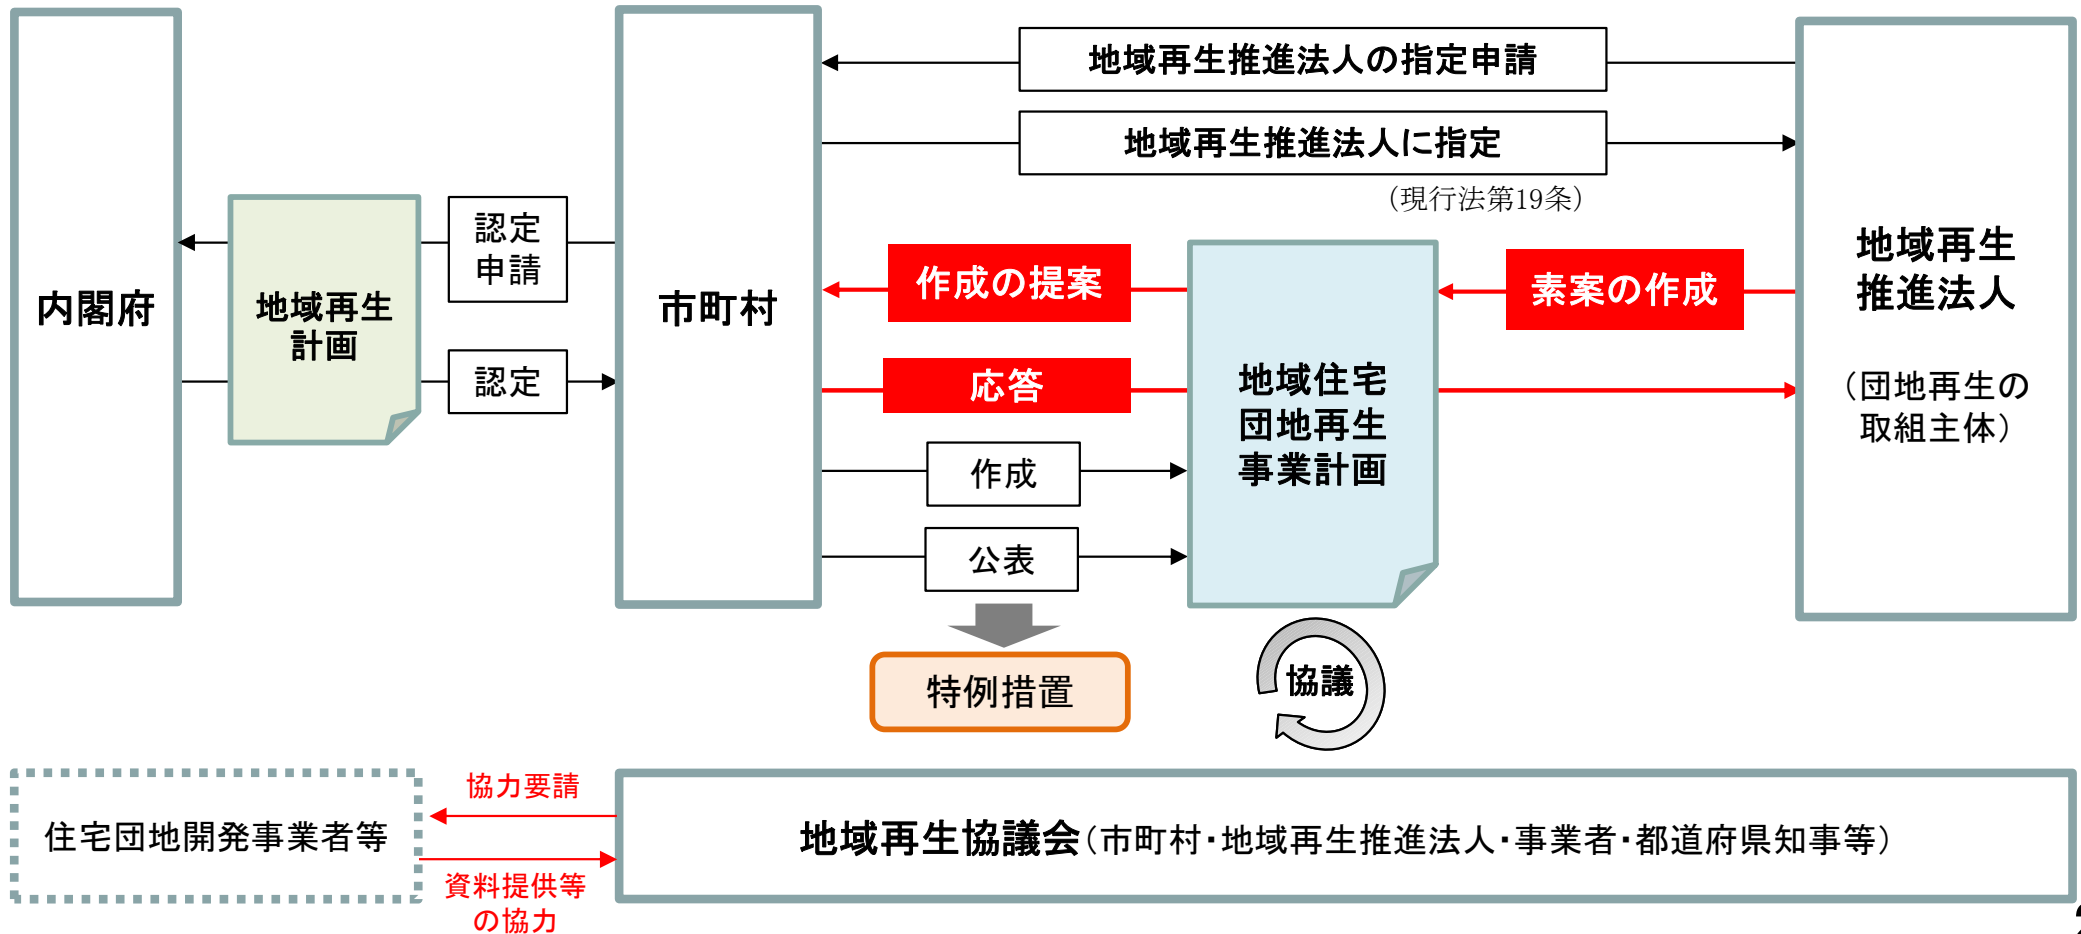 内閣府
地域再生
計画
認定
申請
認定
市町村
地域再生推進法人の指定申請
地域再生推進法人に指定
（現行法第19条）
作成の提案
素案の作成
応答
作成
公表
地域住宅
団地再生
事業計画
地域再生
推進法人
（団地再生の
取組主体）
特例措置
協議
住宅団地開発事業者等
協力要請
資料提供等
の協力
地域再生協議会（市町村・地域再生推進法人・事業者・都道府県知事等）